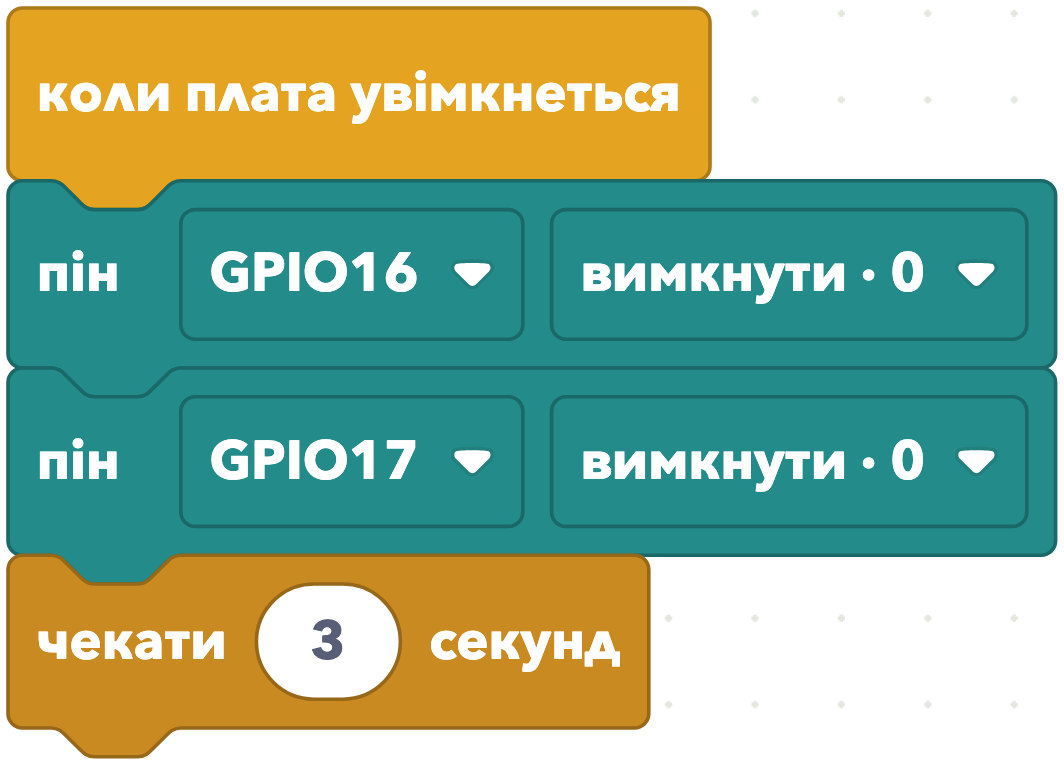 коли плата увімкнеться
пін GPIO16 вимкнути · 0
пін GPIO17 вимкнути · 0
чекати 3 секунд